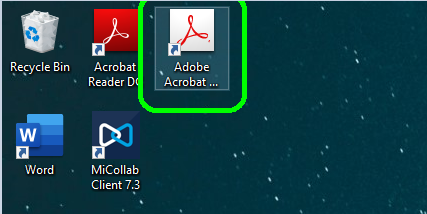 Recycle Bin
Acrobat
Reader DC
Adobe
Acrobat ...
Word
MiCollab
Client 7.3